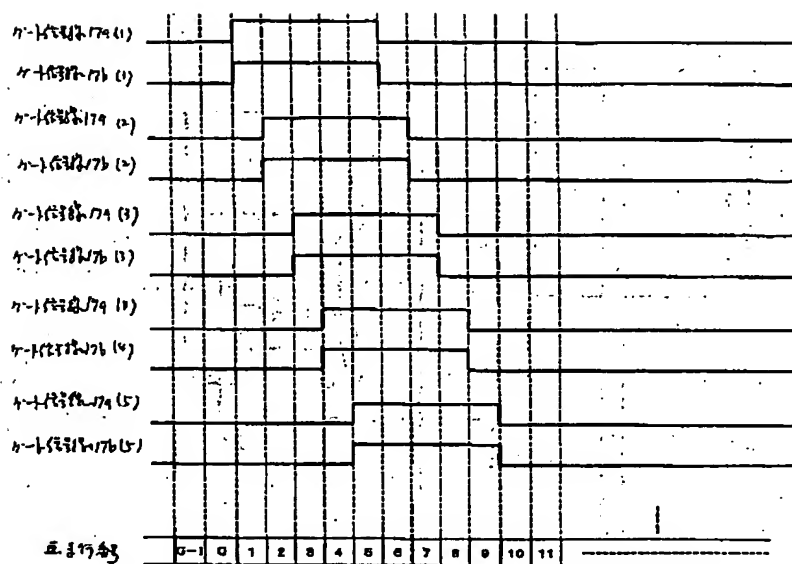 ゲート信号線17a (1)
ゲート信号線17b (1)
ゲート信号線17a (2)
ゲート信号線17b (2)
ゲート信号線17a (3)
ゲート信号線17b (3)
ゲート信号線17a
ゲート信号線17b (4)
ゲート信号線17a (5)
ゲート信号線17b (5)
0 1 2 3 4 5 6 7 8 9 10 11